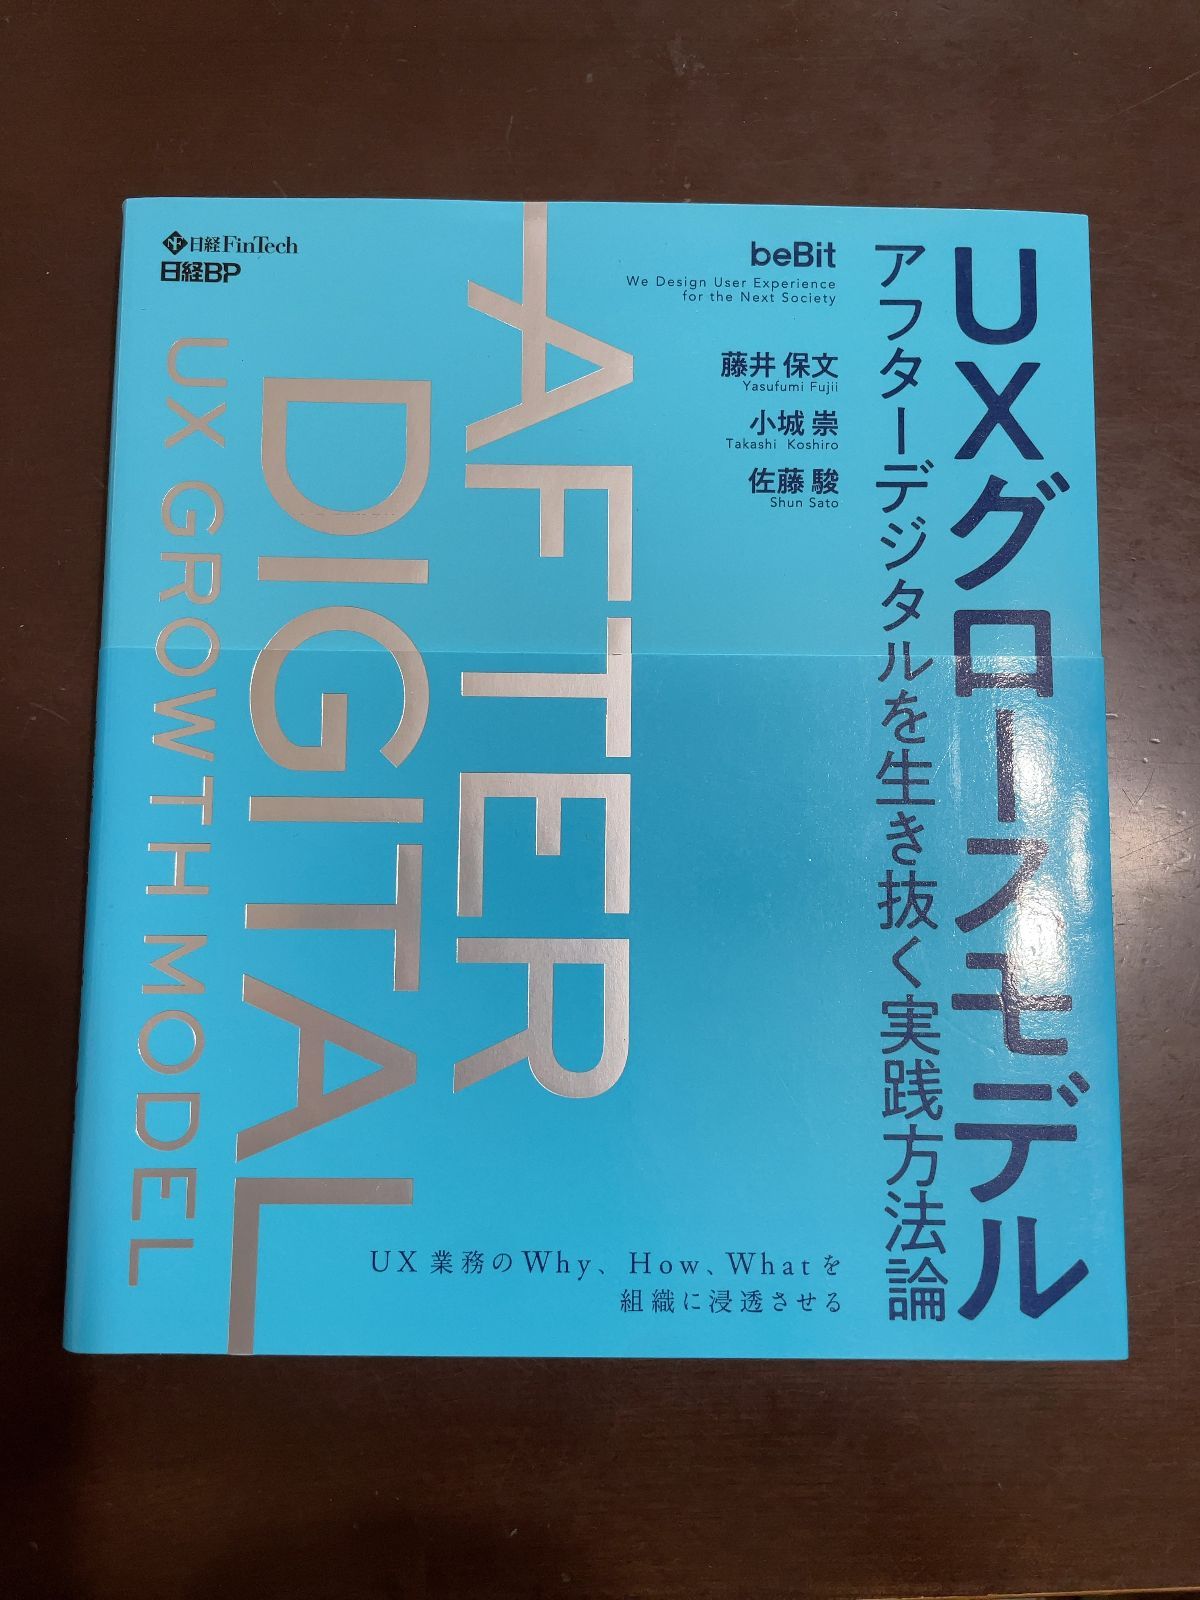 UXグロースモデル
アフターデジタルを生き抜く実践方法論
beBit
We Design User Experience
for the Next Society
藤井 保文
Yasufumi Fujii
小城 崇
Takashi Koshiro
佐藤 駿
Shun Sato
AFTER
DIGITAL
UX GROWTH MODEL
NF 日経FinTech
日経BP
UX 業務のWhy、How、Whatを
組織に浸透させる